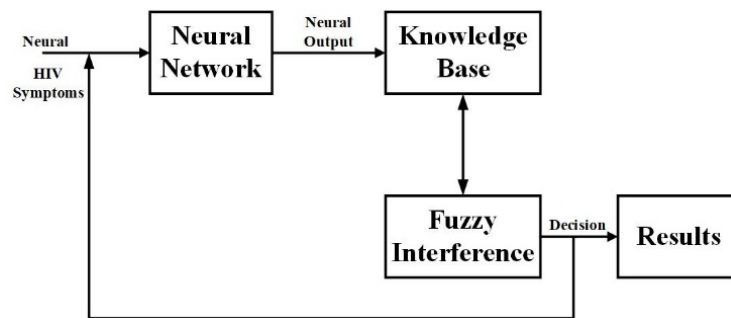 Neural
HIV
Symptoms
Neural
Network
Neural
Output
Knowledge
Base
Fuzzy
Interference
Decision
Results